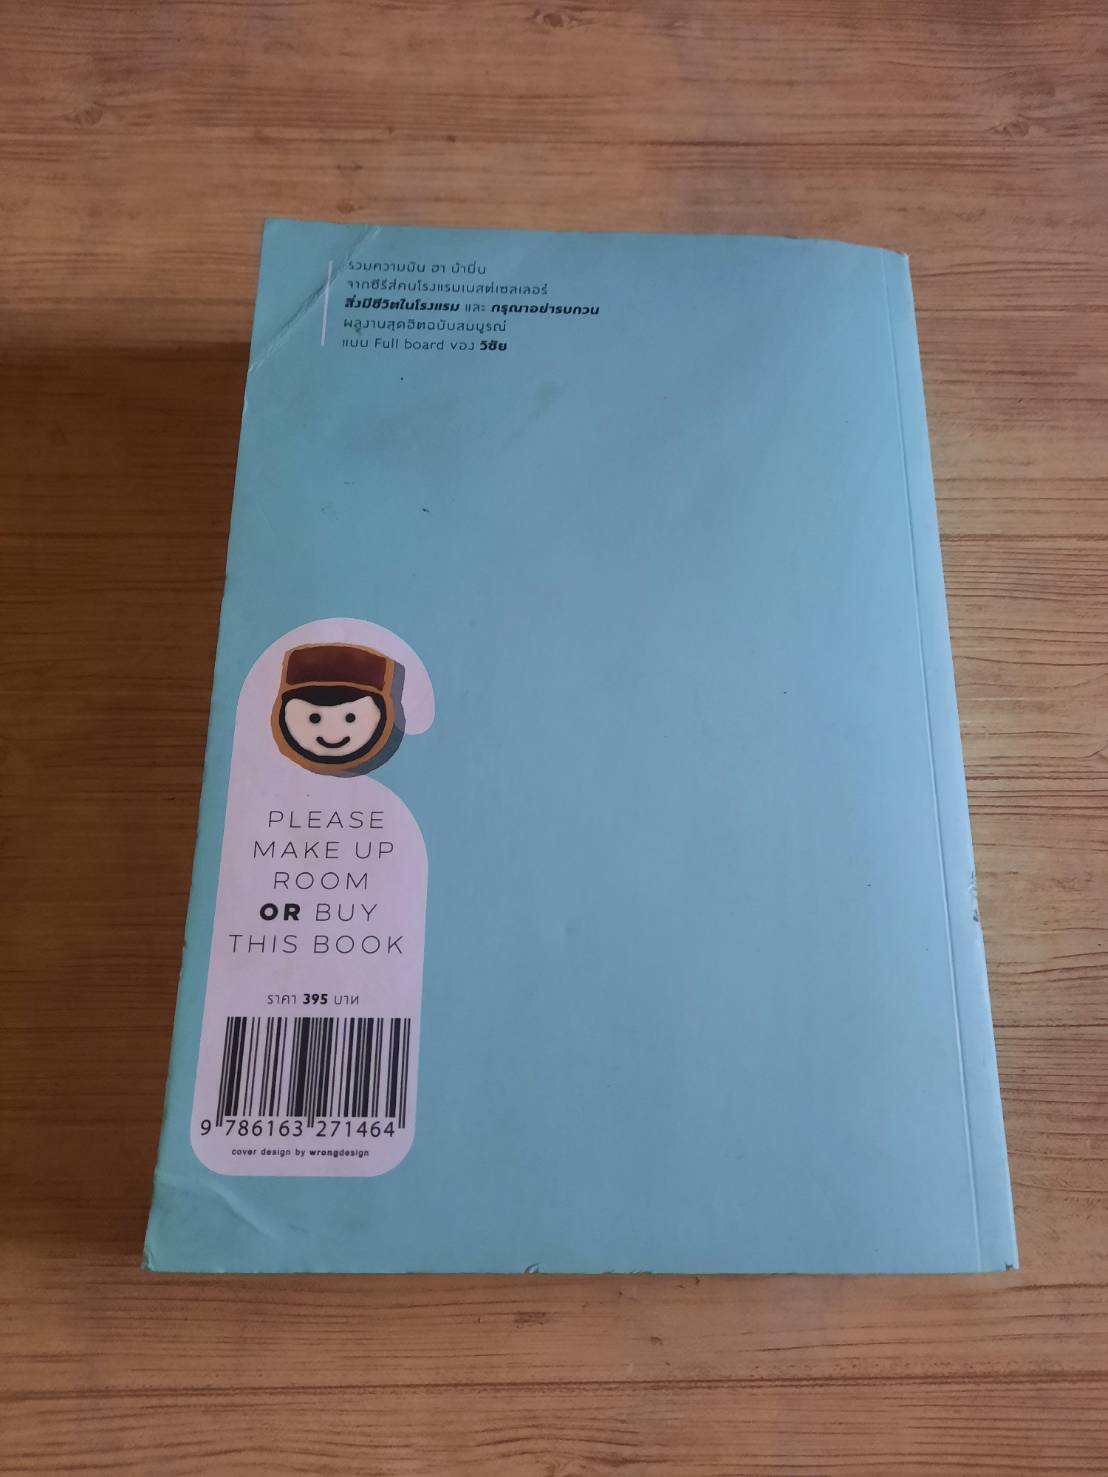 รวมความมัน ฮา น้ำยิ่น
จากซีรีส์คนโรงแรมเบสต์เซลเลอร์
สิ่งมีชีวิตในโรงแรม และ กรุณาอย่ารบกวน
ผลงานสุดฮิตฉบับสมบูรณ์
แบบ Full board ของ วิชัย
PLEASE
MAKE UP
ROOM
OR BUY
THIS BOOK
ราคา 395 บาท
9 786163 271464
cover design by wrongdesign